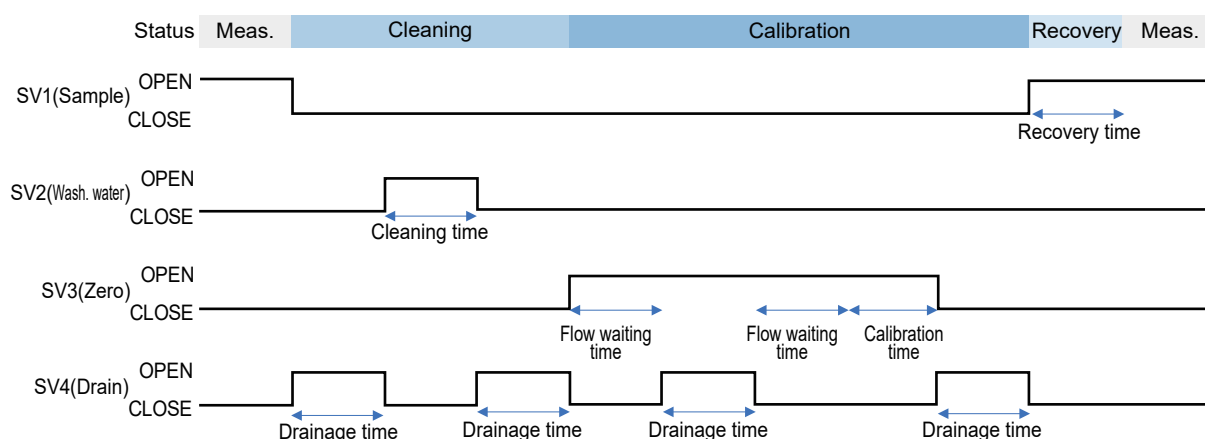 Status Meas. Cleaning Calibration Recovery Meas.
OPEN
SV1(Sample)
CLOSE
Recovery time
OPEN
SV2(Wash. water)
CLOSE
Cleaning time
OPEN
SV3(Zero)
CLOSE
Flow waiting time
Flow waiting time
Calibration time
OPEN
SV4(Drain)
CLOSE
Drainage time Drainage time Drainage time Drainage time